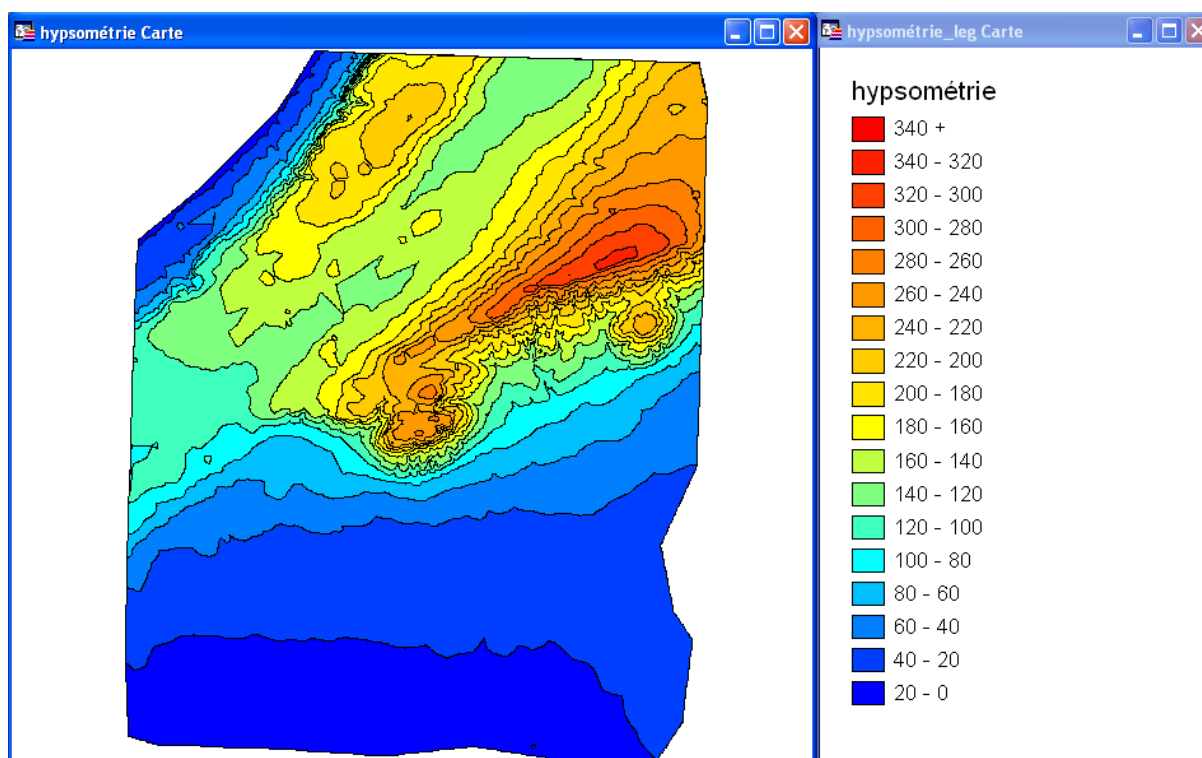 hypsométrie Carte
hypsométrie_leg Carte
hypsométrie
340 +
340 - 320
320 - 300
300 - 280
280 - 260
260 - 240
240 - 220
220 - 200
200 - 180
180 - 160
160 - 140
140 - 120
120 - 100
100 - 80
80 - 60
60 - 40
40 - 20
20 - 0